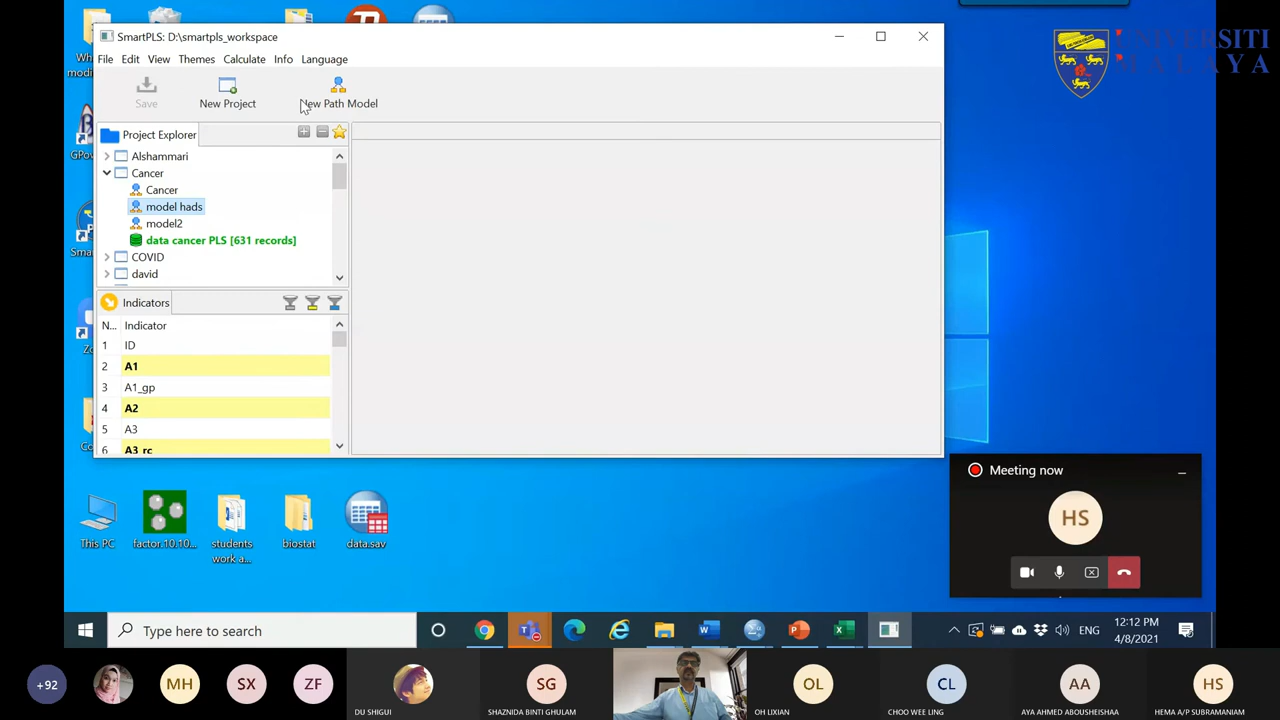 SmartPLS: D:\smartpls_workspace
File Edit View Themes Calculate Info Language
Save New Project New Path Model
UNIVERSITI
MALAYA
Project Explorer
Alshammari
Cancer
Cancer
model hads
model2
data cancer PLS [631 records]
COVID
david
Indicators
N... Indicator
1 ID
2 A1
3 A1_gp
4 A2
5 A3
6 A3_rc
Meeting now
HS
This PC
factor.10.10...
students
work a...
biostat
data.sav
Type here to search
ENG
12:12 PM
4/8/2021
+92 MH SX ZF SG OL CL AA HS
DU SHIGUI SHAZNIDA BINTI GHULAM OH LIXIAN CHOO WEE LING AYA AHMED ABOUSHEISHAA HEMA A/P SUBRAMANIAM